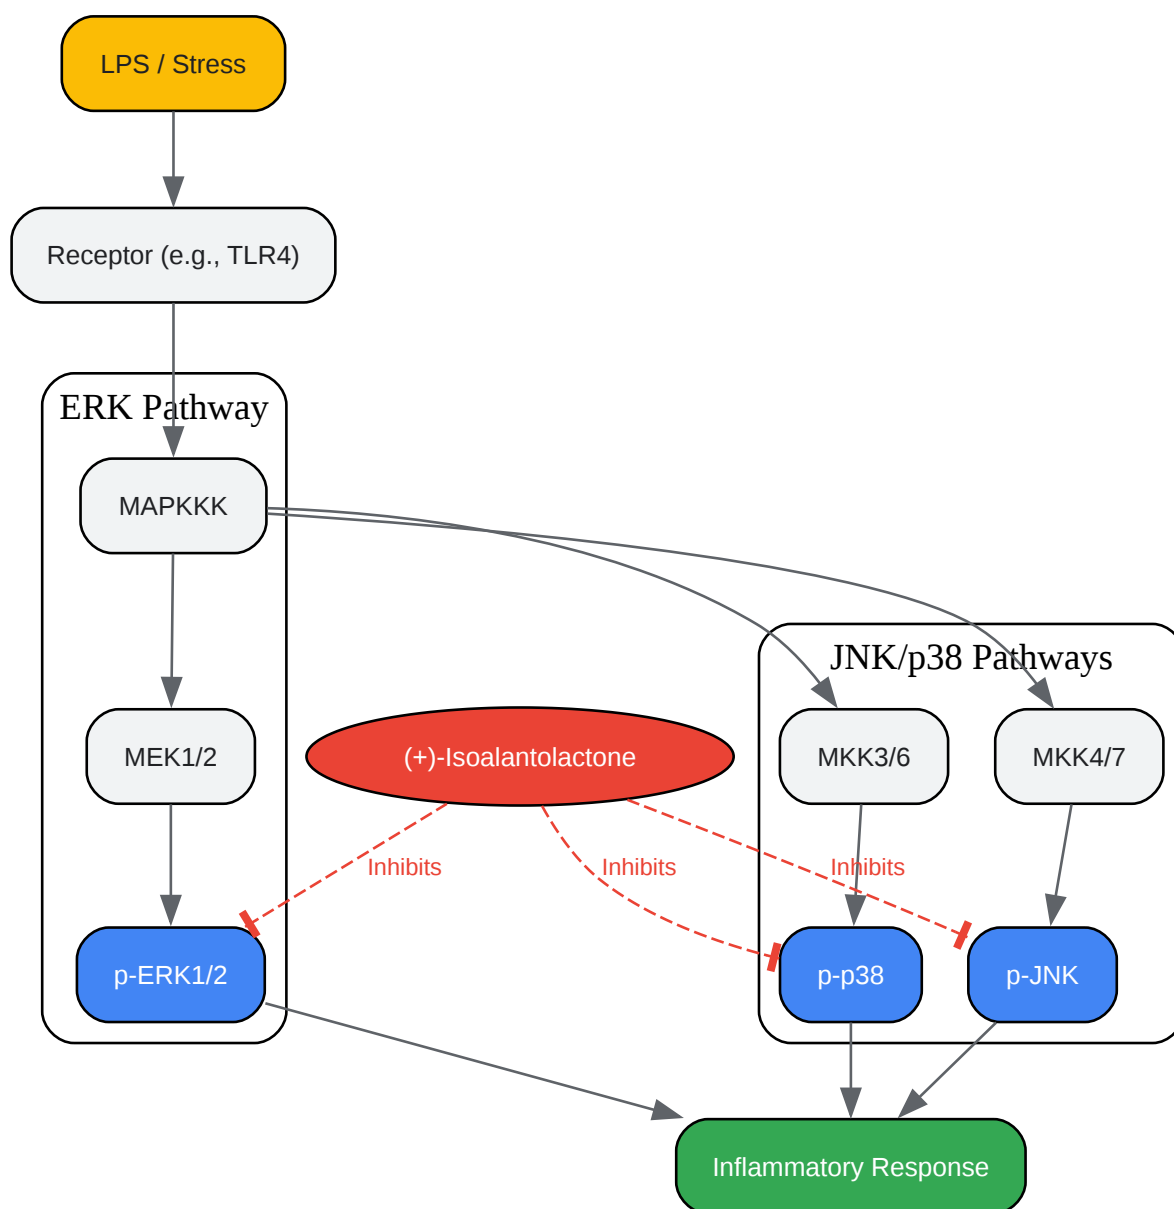 LPS / Stress
Receptor (e.g., TLR4)
ERK Pathway
MAPKKK
JNK/p38 Pathways
MEK1/2
(+)-Isoalantolactone
MKK3/6
MKK4/7
Inhibits
Inhibits
Inhibits
p-ERK1/2
p-p38
p-JNK
Inflammatory Response